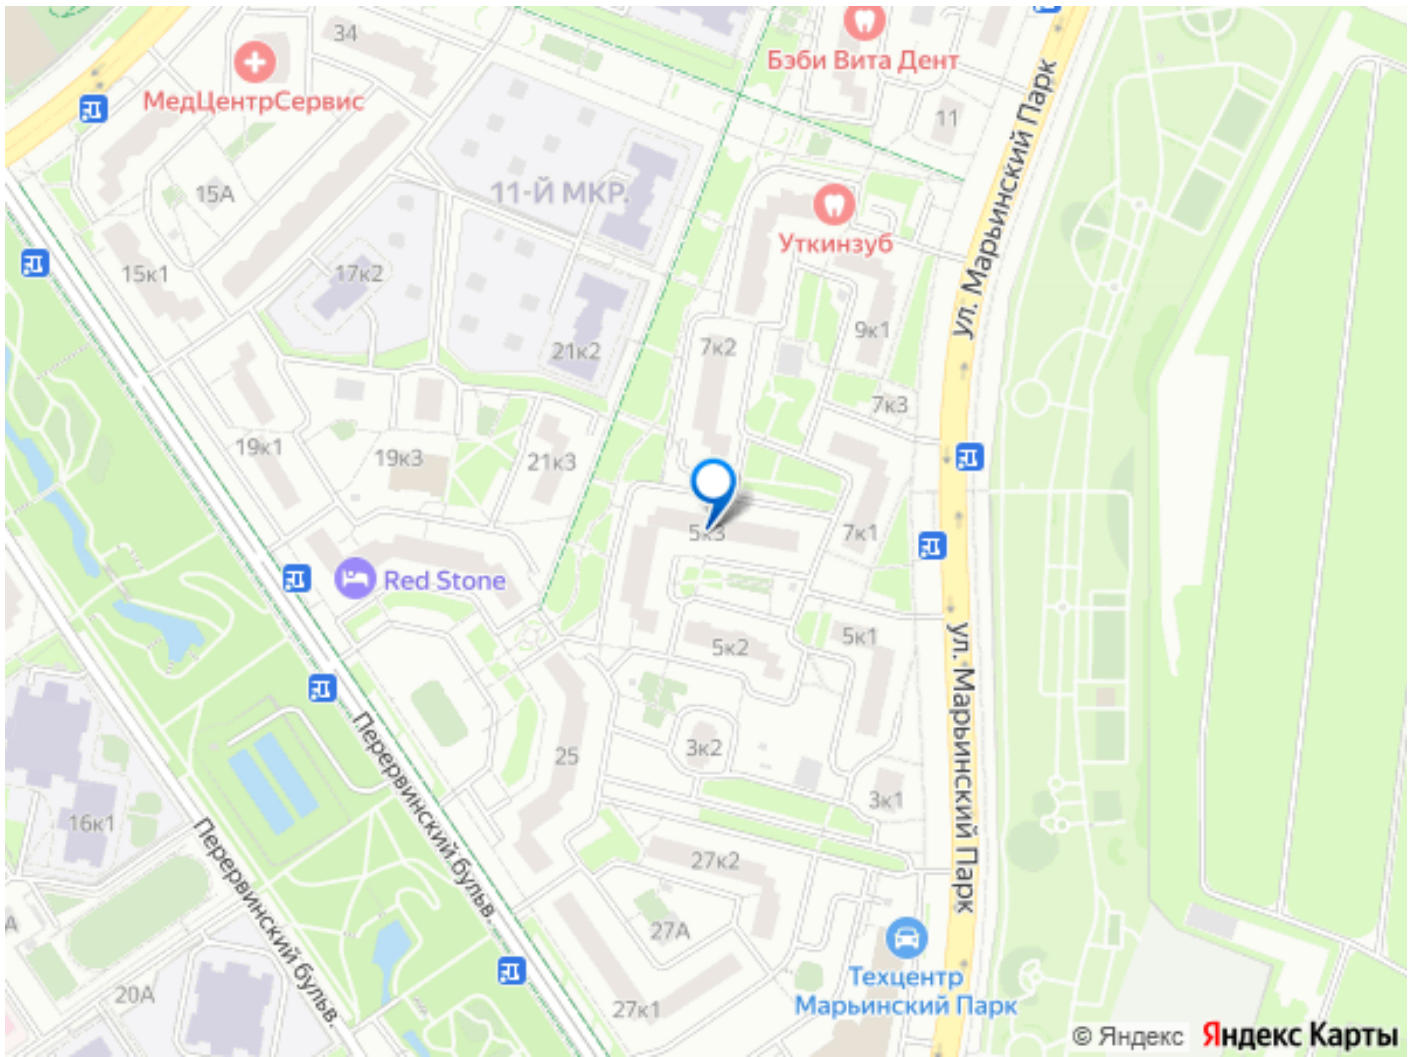 34
Бэби Вита Дент
МедЦентрСервис
11
ул. Марьинский Парк
15А
11-Й МКР.
Уткинзуб
15к1
17к2
9к1
21к2
7к2
7к3
19к1
19к3
21к3
5к3
7к1
Red Stone
5к2
5к1
ул. Марьинский Парк
Перервинский бульв.
25
3к2
3к1
16к1
Перервинский бульв.
27к2
А
27А
Техцентр
Марьинский Парк
20А
27к1
© Яндекс Яндекс Карты